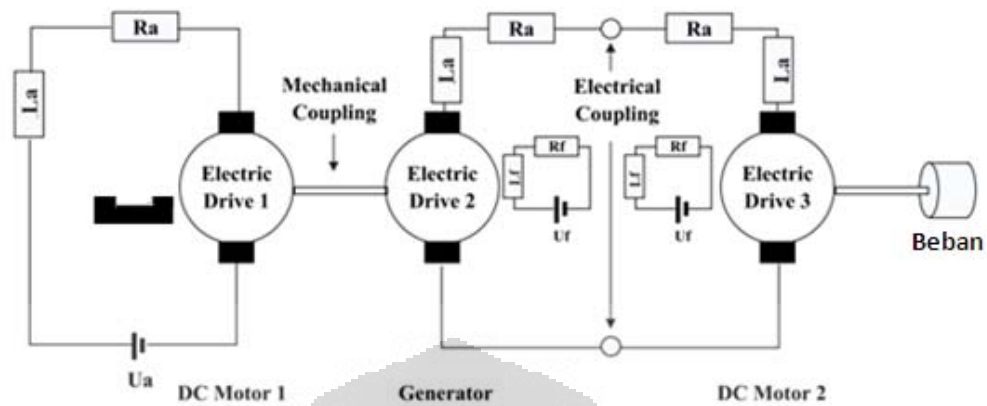 Ra
La
Ua
Electric
Drive 1
DC Motor 1
Mechanical
Coupling
La
Ra
Electric
Drive 2
Generator
Rf
Lf
Uf
Electrical
Coupling
Ra
La
Rf
Lf
Uf
Electric
Drive 3
DC Motor 2
Beban